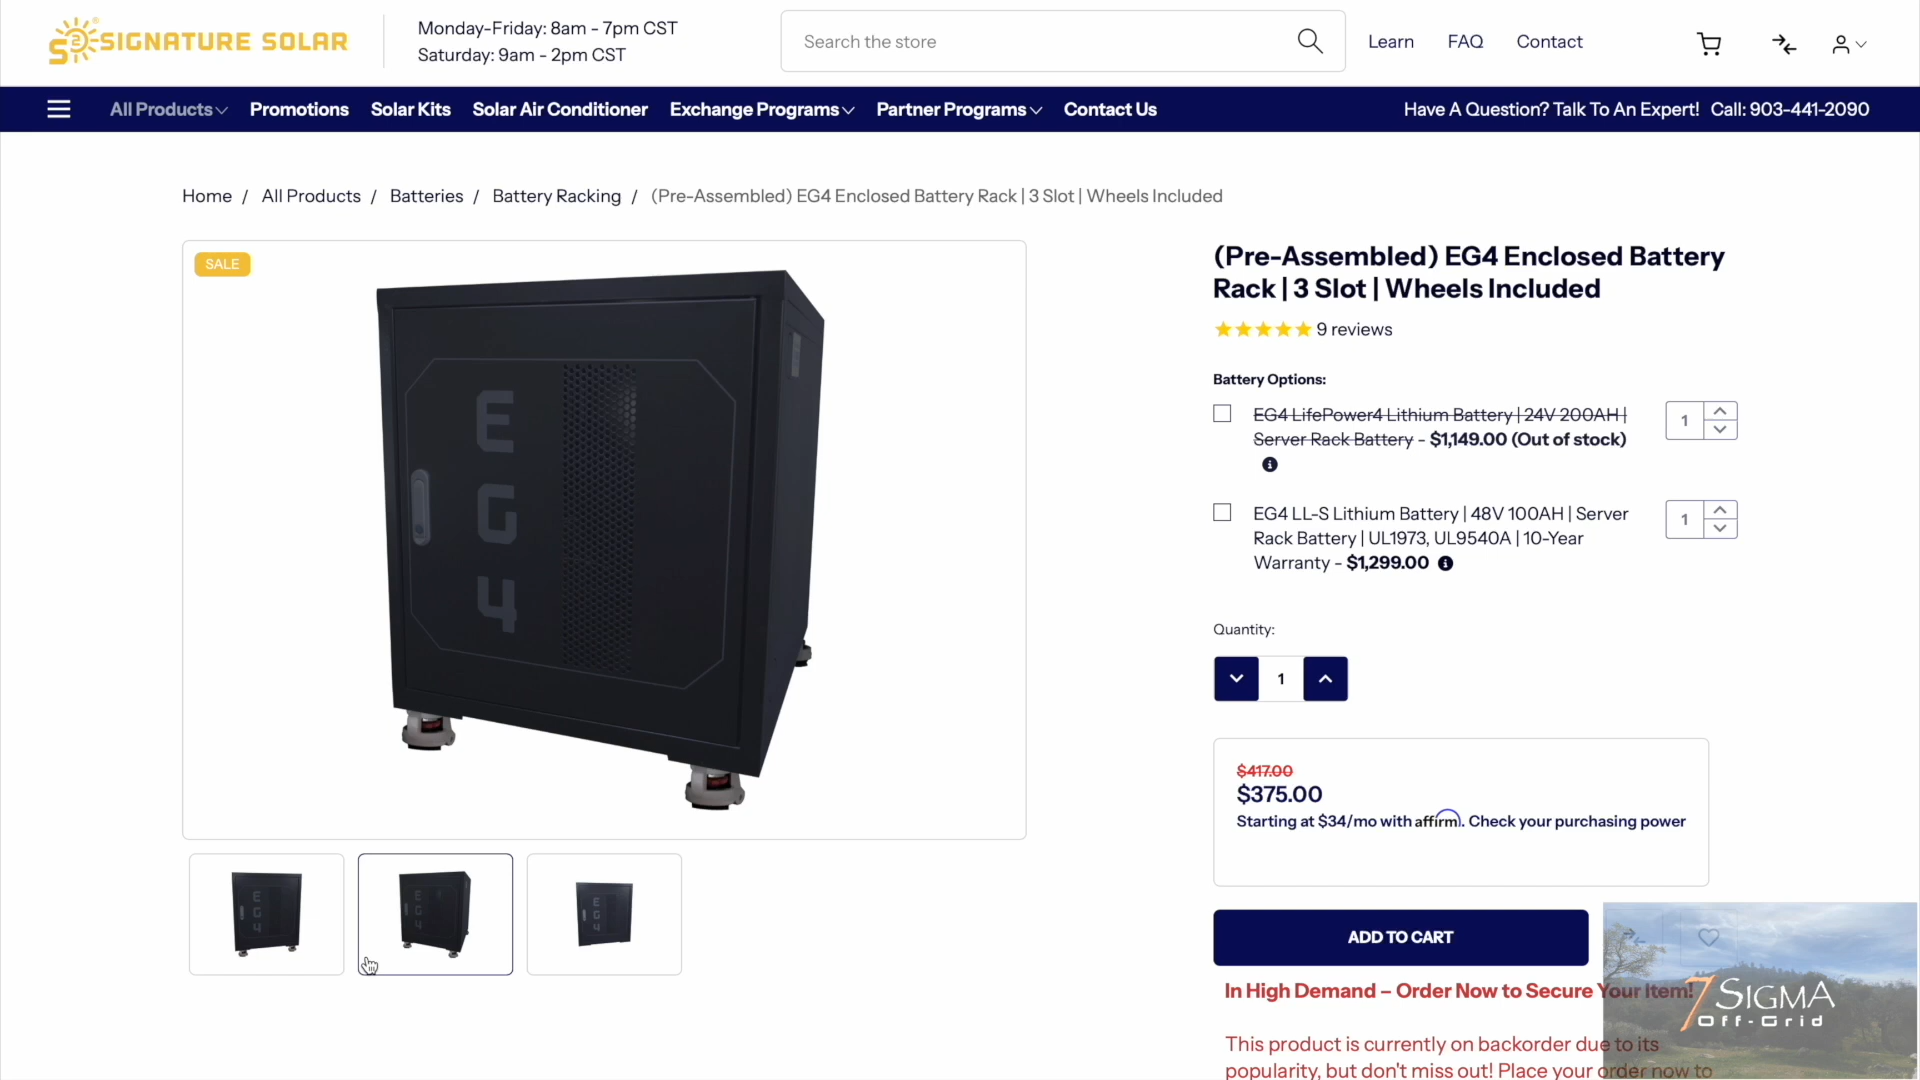 SIGNATURE SOLAR
Monday-Friday: 8am - 7pm CST
Saturday: 9am - 2pm CST
Search the store
Learn
FAQ
Contact
All Products
Promotions
Solar Kits
Solar Air Conditioner
Exchange Programs
Partner Programs
Contact Us
Have A Question? Talk To An Expert! Call: 903-441-2090
Home / All Products / Batteries / Battery Racking / (Pre-Assembled) EG4 Enclosed Battery Rack | 3 Slot | Wheels Included
SALE
EG4
(Pre-Assembled) EG4 Enclosed Battery
Rack | 3 Slot | Wheels Included
9 reviews
Battery Options:
EG4 LifePower4 Lithium Battery | 24V 200AH |
Server Rack Battery - $1,149.00 (Out of stock)
1
EG4 LL-S Lithium Battery | 48V 100AH | Server
Rack Battery | UL1973, UL9540A | 10-Year
Warranty - $1,299.00
1
Quantity:
1
$417.00
$375.00
Starting at $34/mo with affirm. Check your purchasing power
EG4
EG4
EG4
ADD TO CART
In High Demand – Order Now to Secure Your Item!
7 SIGMA
Off-Grid
This product is currently on backorder due to its
popularity, but don't miss out! Place your order now to